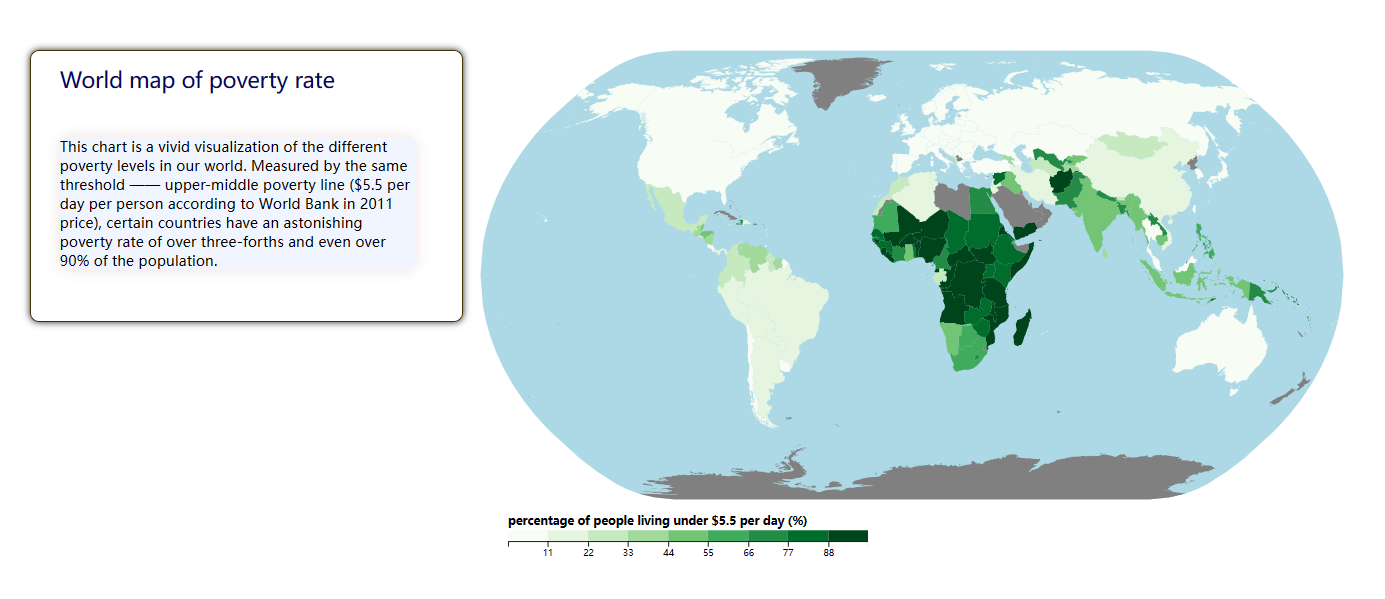 World map of poverty rate
This chart is a vivid visualization of the different
poverty levels in our world. Measured by the same
threshold —— upper-middle poverty line ($5.5 per
day per person according to World Bank in 2011
price), certain countries have an astonishing
poverty rate of over three-forths and even over
90% of the population.
percentage of people living under $5.5 per day (%)
11 22 33 44 55 66 77 88